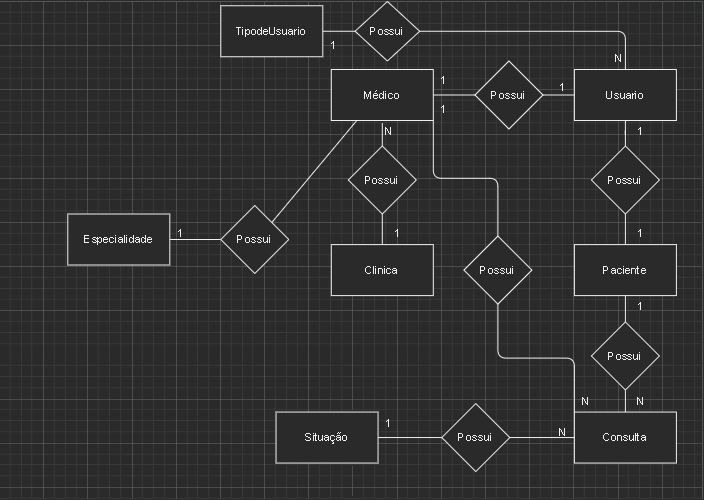 TipodeUsuario
1
Possui
N
Médico
1
1
Possui
1
Usuario
N
1
Possui
Possui
Especialidade
1
Possui
1
1
Clinica
Possui
Paciente
1
Possui
Situação
1
Possui
N
N
N
Consulta